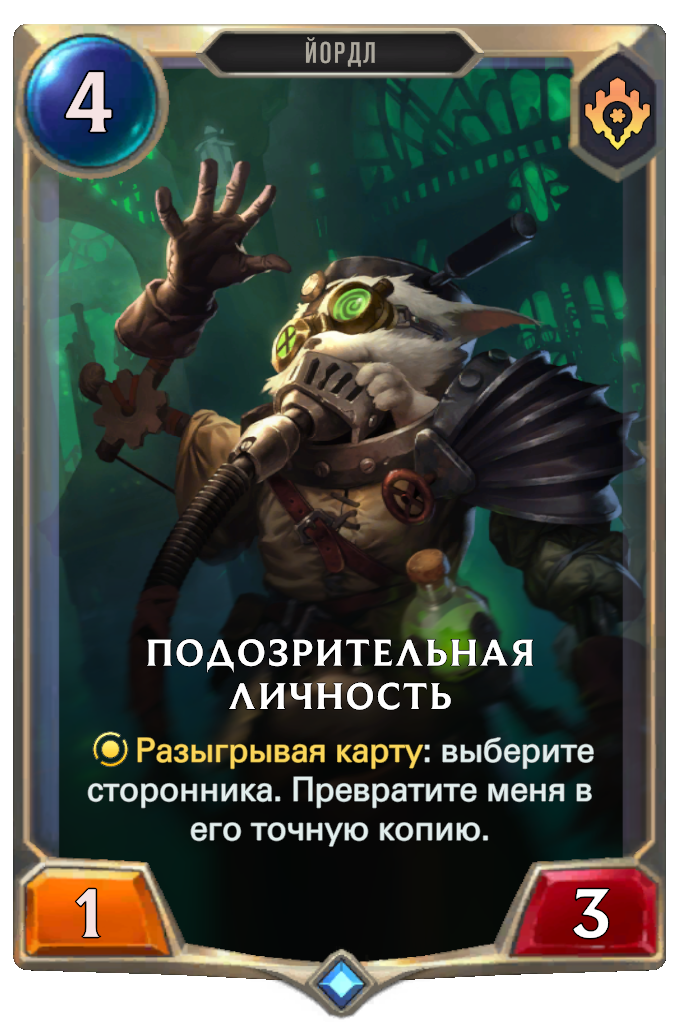 ЙОРДЛ
4
ПОДОЗРИТЕЛЬНАЯ
ЛИЧНОСТЬ
Разыгрывая карту: выберите
сторонника. Превратите меня в
его точную копию.
1
3